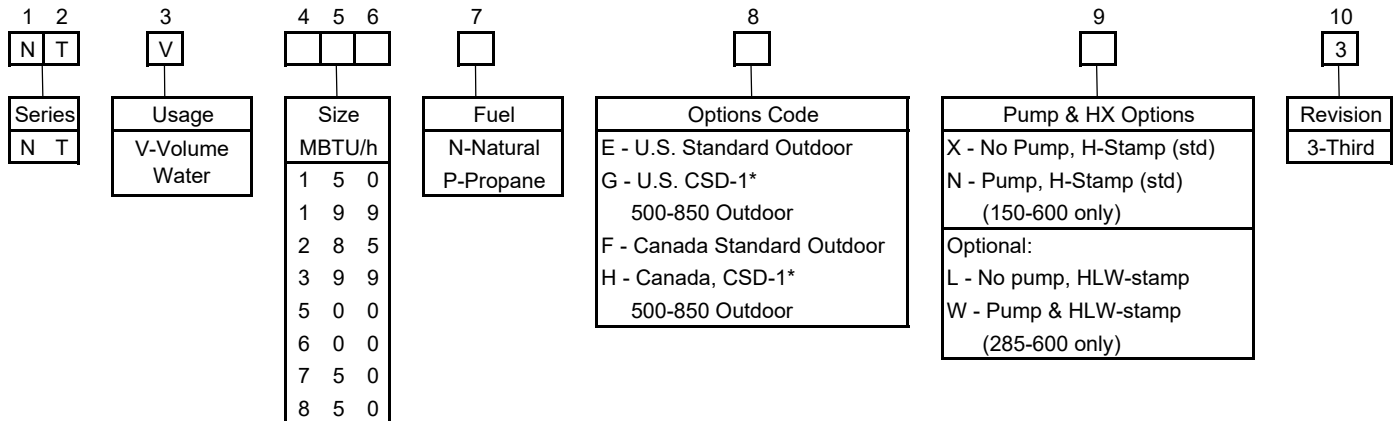 1 2 3 4 5 6 7 8 9 10
N T V 3
Series
N T
Usage
V-Volume
Water
Size
MBTU/h
1 5 0
1 9 9
2 8 5
3 9 9
5 0 0
6 0 0
7 5 0
8 5 0
Fuel
N-Natural
P-Propane
Options Code
E - U.S. Standard Outdoor
G - U.S. CSD-1*
500-850 Outdoor
F - Canada Standard Outdoor
H - Canada, CSD-1*
500-850 Outdoor
Pump & HX Options
X - No Pump, H-Stamp (std)
N - Pump, H-Stamp (std)
(150-600 only)
Optional:
L - No pump, HLW-stamp
W - Pump & HLW-stamp
(285-600 only)
Revision
3-Third